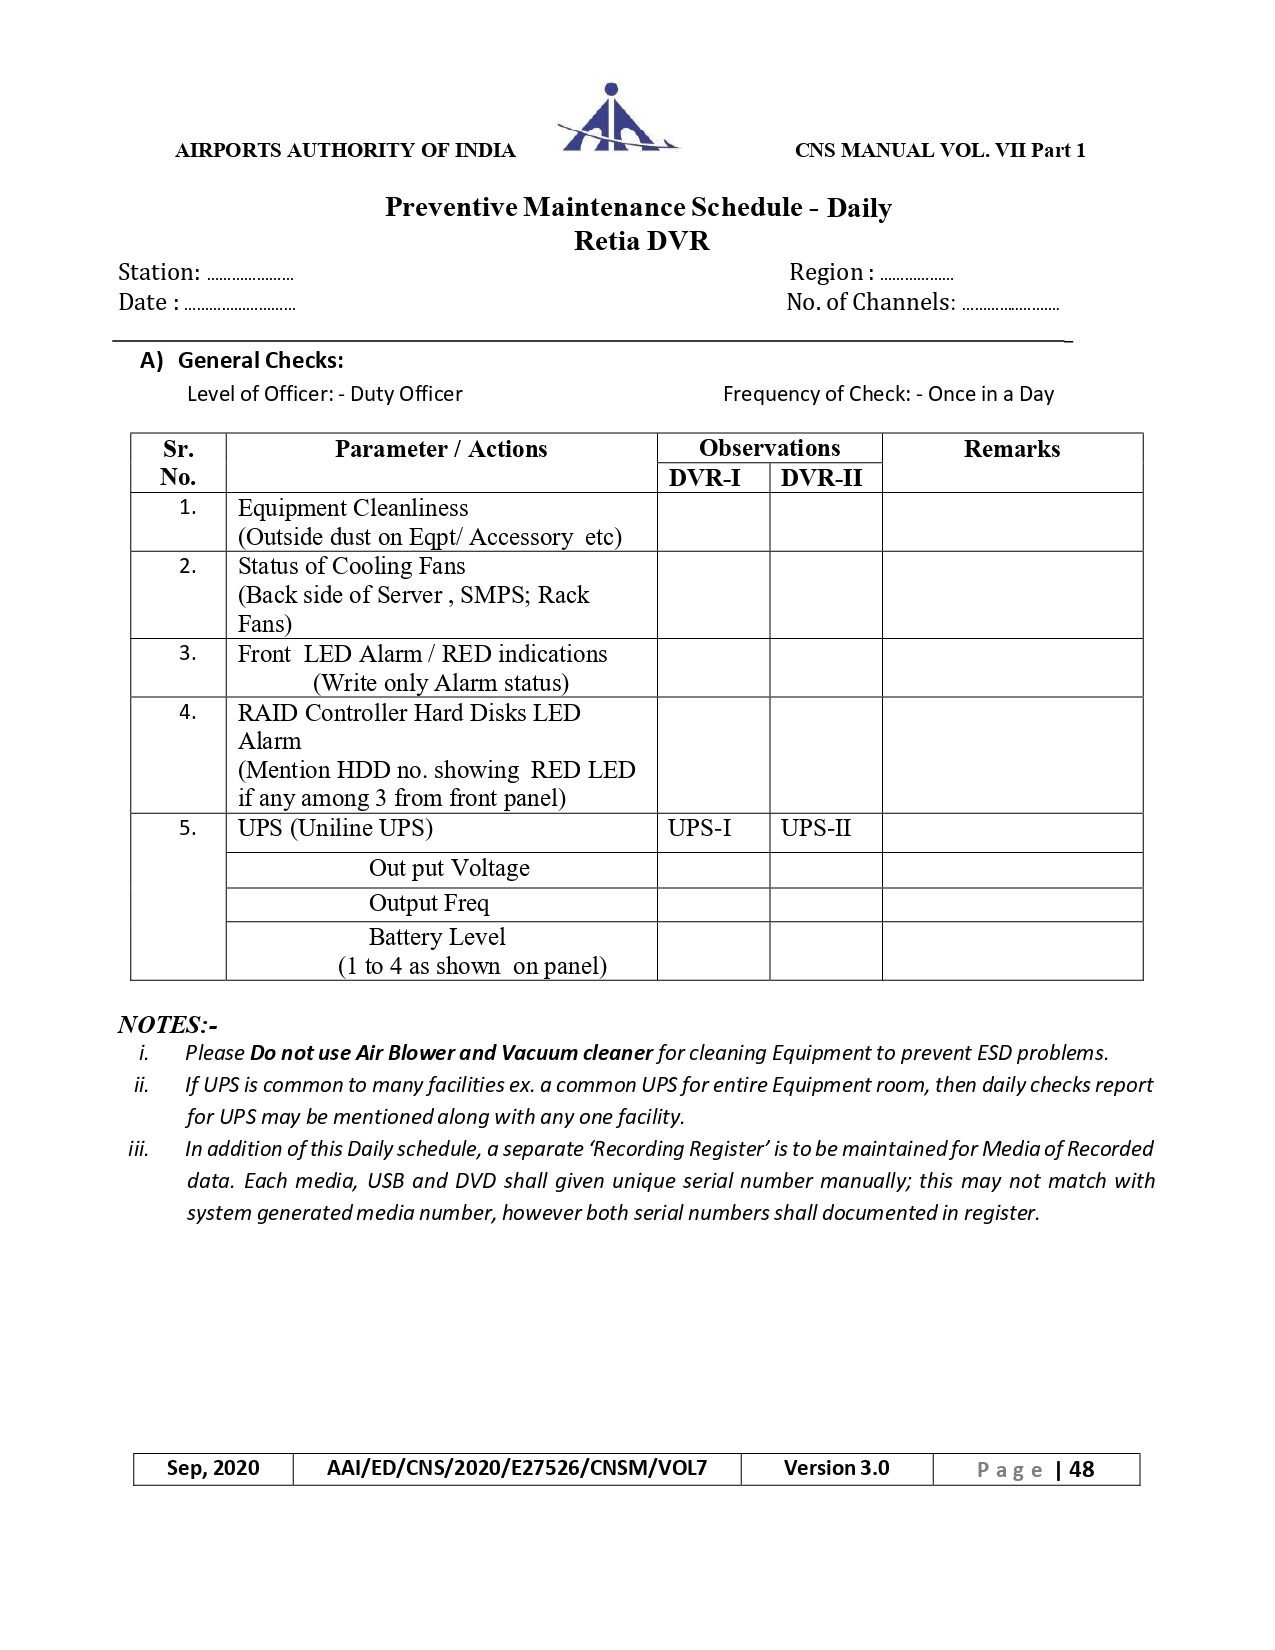 AIRPORTS AUTHORITY OF INDIA CNS MANUAL VOL. VII Part 1
Preventive Maintenance Schedule - Daily
Retia DVR
Station: ..................... Region : ..................
Date : ........................... No. of Channels: .......................
A) General Checks:
Level of Officer: - Duty Officer Frequency of Check: - Once in a Day
Sr. Parameter / Actions Observations Remarks
No. DVR-I DVR-II
1. Equipment Cleanliness
(Outside dust on Eqpt/ Accessory etc)
2. Status of Cooling Fans
(Back side of Server , SMPS; Rack
Fans)
3. Front LED Alarm / RED indications
(Write only Alarm status)
4. RAID Controller Hard Disks LED
Alarm
(Mention HDD no. showing RED LED
if any among 3 from front panel)
5. UPS (Uniline UPS) UPS-I UPS-II
Out put Voltage
Output Freq
Battery Level
(1 to 4 as shown on panel)
NOTES:-
i. Please Do not use Air Blower and Vacuum cleaner for cleaning Equipment to prevent ESD problems.
ii. If UPS is common to many facilities ex. a common UPS for entire Equipment room, then daily checks report
for UPS may be mentioned along with any one facility.
iii. In addition of this Daily schedule, a separate ‘Recording Register’ is to be maintained for Media of Recorded
data. Each media, USB and DVD shall given unique serial number manually; this may not match with
system generated media number, however both serial numbers shall documented in register.
Sep, 2020 AAI/ED/CNS/2020/E27526/CNSM/VOL7 Version 3.0 Page | 48